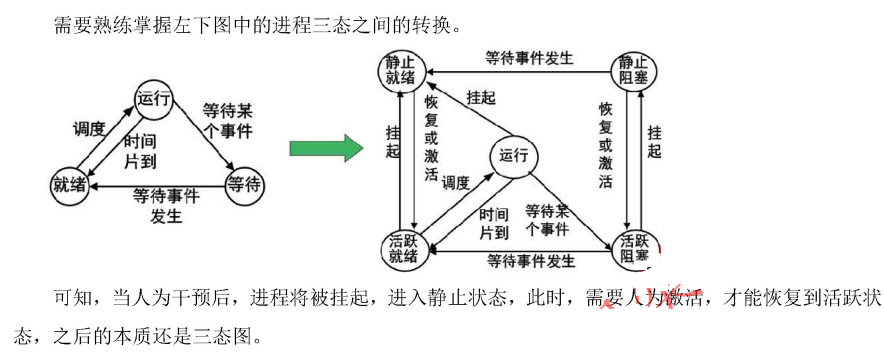 需要熟练掌握左下图中的进程三态之间的转换。
运行
调度
时间
片到
等待某
个事件
就绪
等待
等待事件
发生
静止
就绪
等待事件发生
静止
阻塞
挂起
恢复或激活
挂起
运行
调度
时间
片到
等待某
个事件
恢复或激活
挂起
活跃
就绪
等待事件发生
活跃
阻塞
可知，当人为干预后，进程将被挂起，进入静止状态，此时，需要人为激活，才能恢复到活跃状
态，之后的本质还是三态图。